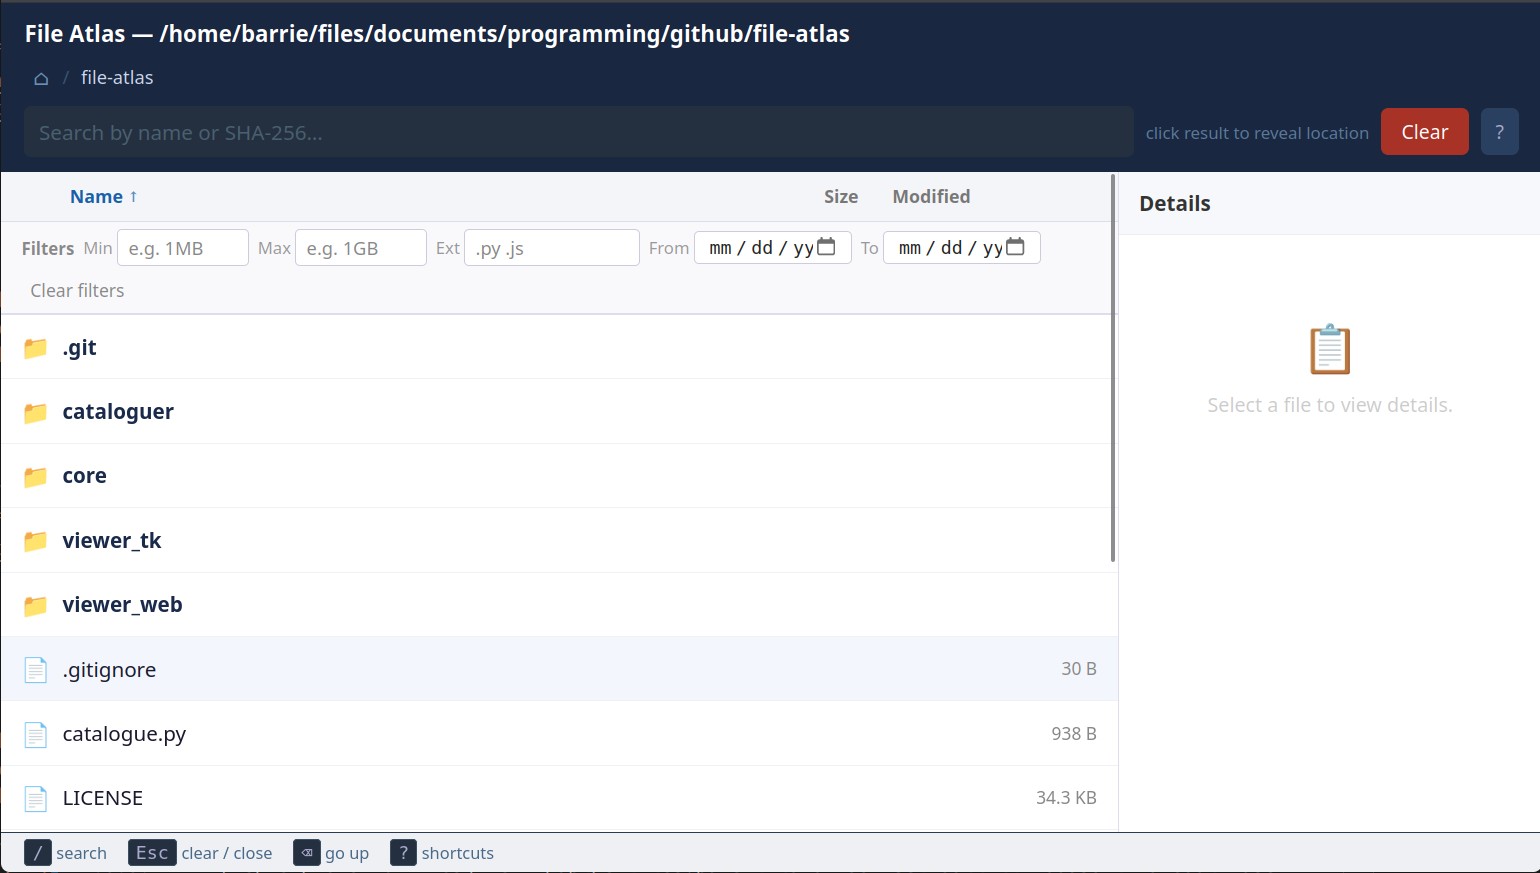 File Atlas — /home/barrie/files/documents/programming/github/file-atlas
/ file-atlas
Search by name or SHA-256... click result to reveal location Clear ?
Name ↑ Size Modified Details
Filters Min e.g. 1MB Max e.g. 1GB Ext .py .js From mm / dd / yy To mm / dd / yy
Clear filters
.git
cataloguer
Select a file to view details.
core
viewer_tk
viewer_web
.gitignore 30 B
catalogue.py 938 B
LICENSE 34.3 KB
/ search Esc clear / close ⌫ go up ? shortcuts